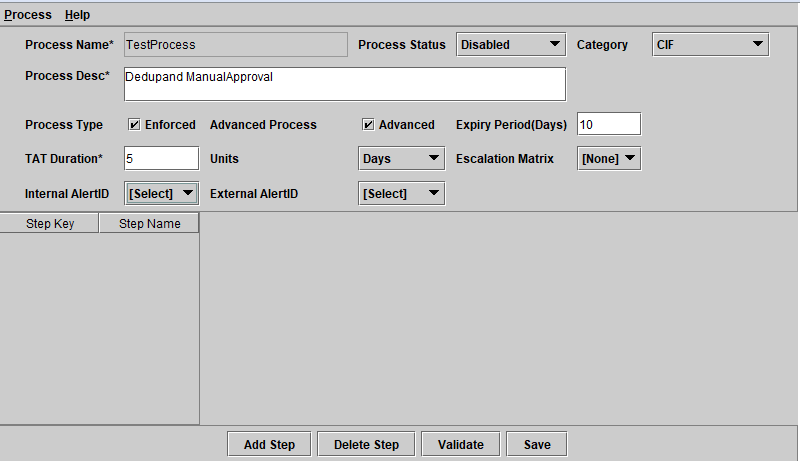 Process Help
Process Name* TestProcess Process Status Disabled Category CIF
Process Desc* Dedupand ManualApproval
Process Type Enforced Advanced Process Advanced Expiry Period(Days) 10
TAT Duration* 5 Units Days Escalation Matrix [None]
Internal AlertID [Select] External AlertID [Select]
Step Key Step Name
Add Step Delete Step Validate Save